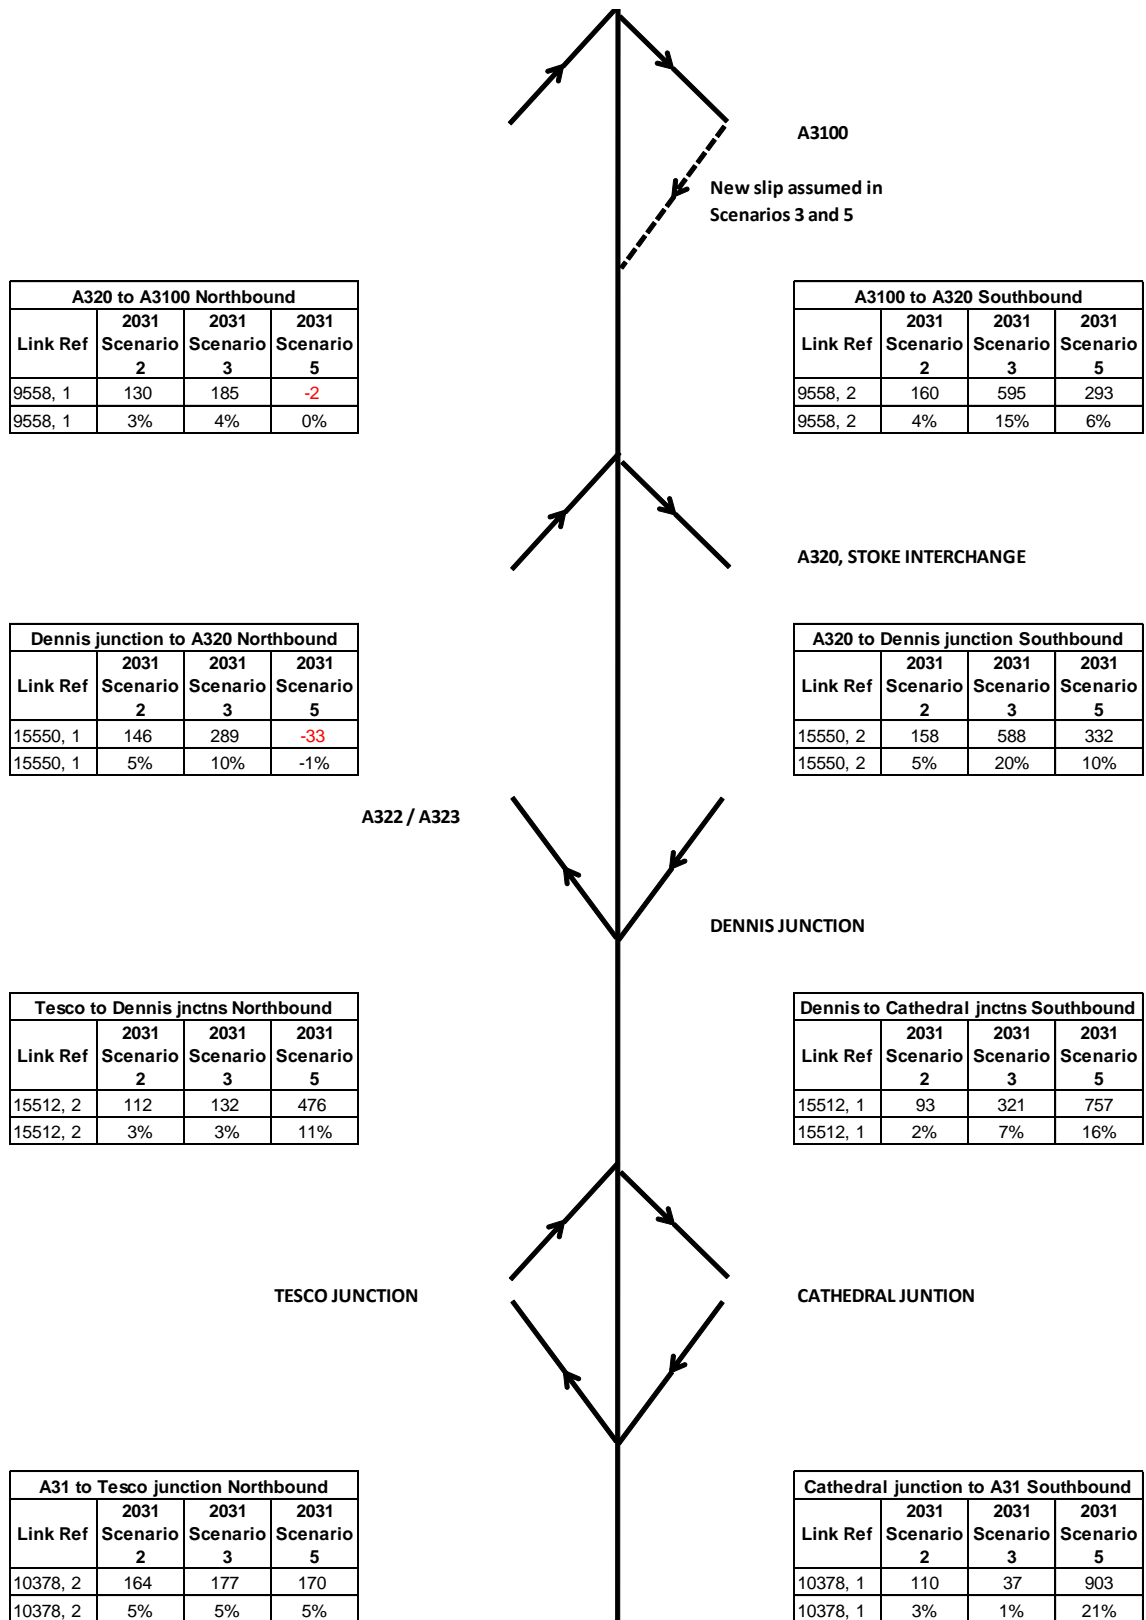 A3100
New slip assumed in
Scenarios 3 and 5
A320 to A3100 Northbound
Link Ref 2031 Scenario 2 2031 Scenario 3 2031 Scenario 5
9558, 1 130 185 -2
9558, 1 3% 4% 0%
A3100 to A320 Southbound
Link Ref 2031 Scenario 2 2031 Scenario 3 2031 Scenario 5
9558, 2 160 595 293
9558, 2 4% 15% 6%
A320, STOKE INTERCHANGE
Dennis junction to A320 Northbound
Link Ref 2031 Scenario 2 2031 Scenario 3 2031 Scenario 5
15550, 1 146 289 -33
15550, 1 5% 10% -1%
A320 to Dennis junction Southbound
Link Ref 2031 Scenario 2 2031 Scenario 3 2031 Scenario 5
15550, 2 158 588 332
15550, 2 5% 20% 10%
A322 / A323
DENNIS JUNCTION
Tesco to Dennis jnctns Northbound
Link Ref 2031 Scenario 2 2031 Scenario 3 2031 Scenario 5
15512, 2 112 132 476
15512, 2 3% 3% 11%
Dennis to Cathedral jnctns Southbound
Link Ref 2031 Scenario 2 2031 Scenario 3 2031 Scenario 5
15512, 1 93 321 757
15512, 1 2% 7% 16%
TESCO JUNCTION
CATHEDRAL JUNTION
A31 to Tesco junction Northbound
Link Ref 2031 Scenario 2 2031 Scenario 3 2031 Scenario 5
10378, 2 164 177 170
10378, 2 5% 5% 5%
Cathedral junction to A31 Southbound
Link Ref 2031 Scenario 2 2031 Scenario 3 2031 Scenario 5
10378, 1 110 37 903
10378, 1 3% 1% 21%